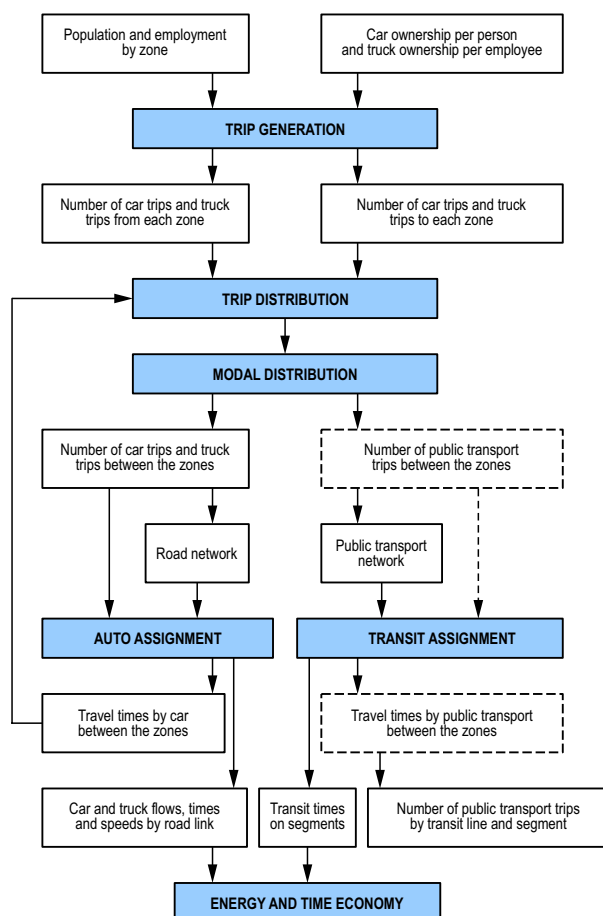 Population and employment
by zone
Car ownership per person
and truck ownership per employee
TRIP GENERATION
Number of car trips and truck
trips from each zone
Number of car trips and truck
trips to each zone
TRIP DISTRIBUTION
MODAL DISTRIBUTION
Number of car trips and truck
trips between the zones
Number of public transport
trips between the zones
Road network
Public transport
network
AUTO ASSIGNMENT
TRANSIT ASSIGNMENT
Travel times by car
between the zones
Travel times by public transport
between the zones
Car and truck flows, times
and speeds by road link
Transit times
on segments
Number of public transport trips
by transit line and segment
ENERGY AND TIME ECONOMY